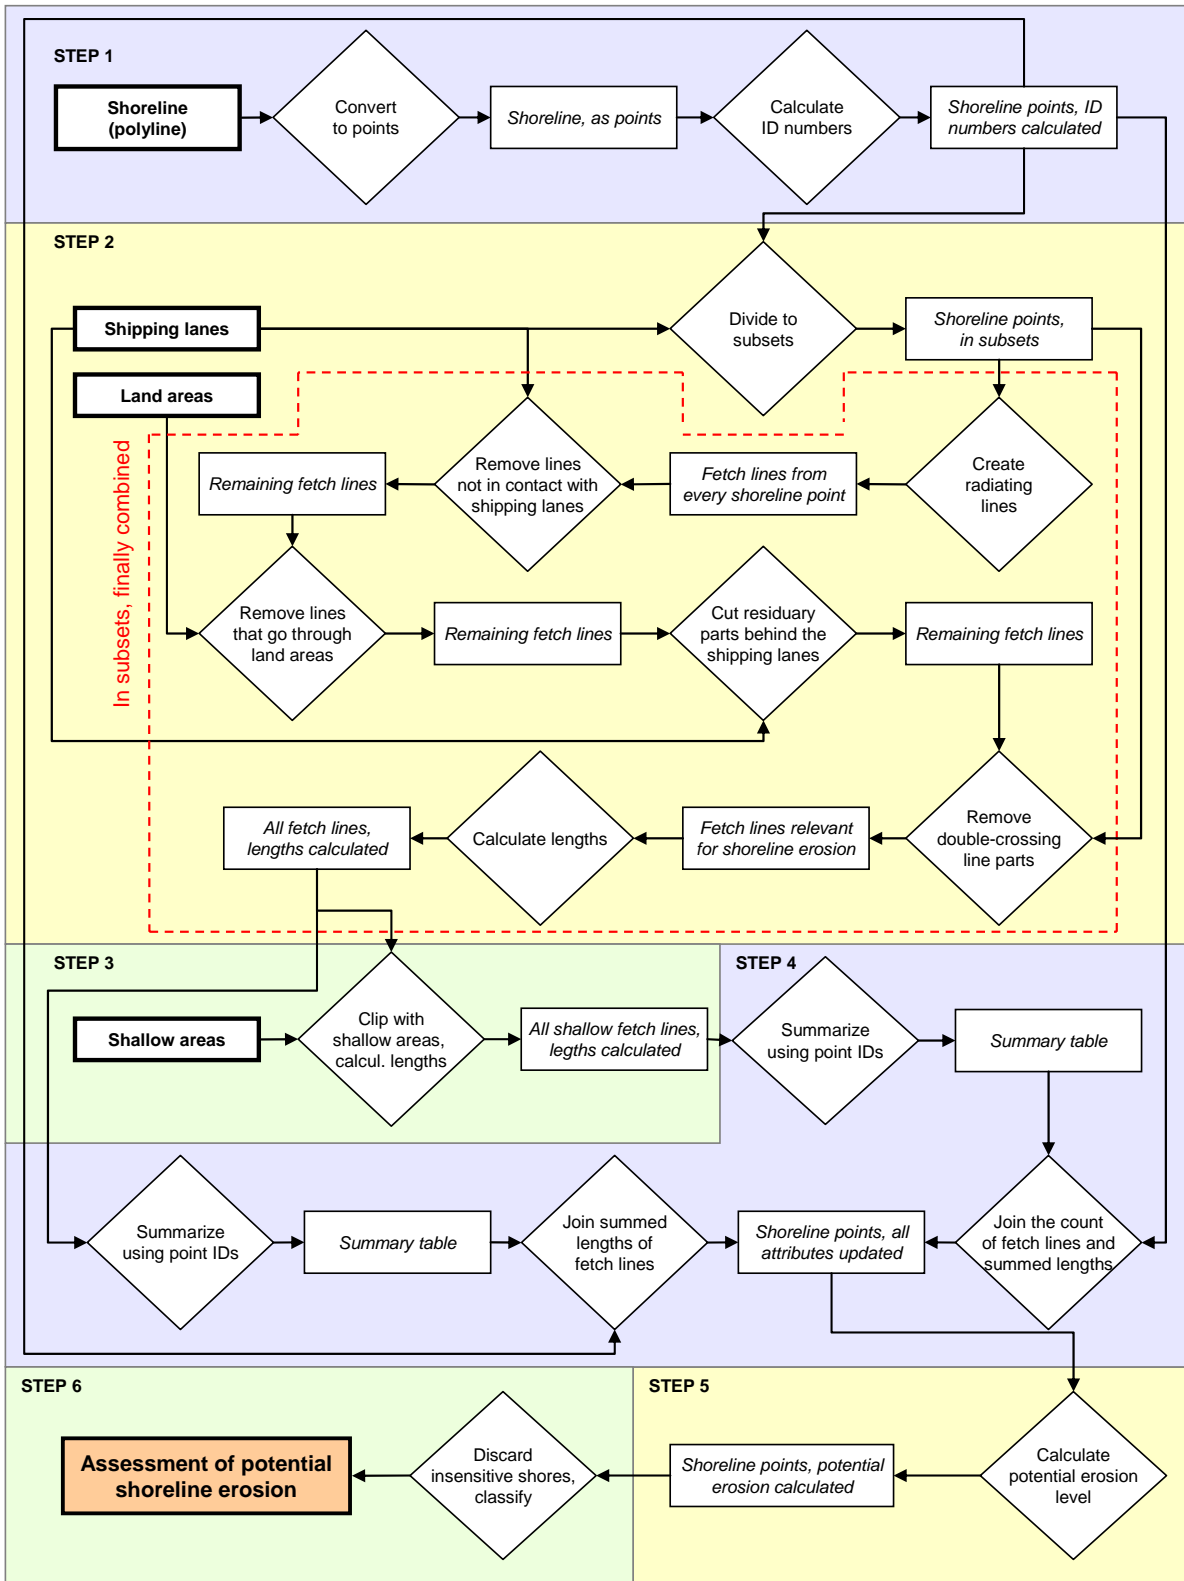 STEP 1
Shoreline
(polyline)
Convert
to points
Shoreline, as points
Calculate
ID numbers
Shoreline points, ID
numbers calculated
STEP 2
Shipping lanes
Divide to
subsets
Shoreline points,
in subsets
Land areas
In subsets, finally combined
Remaining fetch lines
Remove lines
not in contact with
shipping lanes
Fetch lines from
every shoreline point
Create
radiating
lines
Remove lines
that go through
land areas
Remaining fetch lines
Cut residuary
parts behind the
shipping lanes
Remaining fetch lines
All fetch lines,
lengths calculated
Calculate lengths
Fetch lines relevant
for shoreline erosion
Remove
double-crossing
line parts
STEP 3
Shallow areas
Clip with
shallow areas,
calcul. lengths
All shallow fetch lines,
legths calculated
STEP 4
Summarize
using point IDs
Summary table
Summarize
using point IDs
Summary table
Join summed
lengths of
fetch lines
Shoreline points, all
attributes updated
Join the count
of fetch lines and
summed lengths
STEP 6
Assessment of potential
shoreline erosion
Discard
insensitive shores,
classify
STEP 5
Shoreline points, potential
erosion calculated
Calculate
potential erosion
level